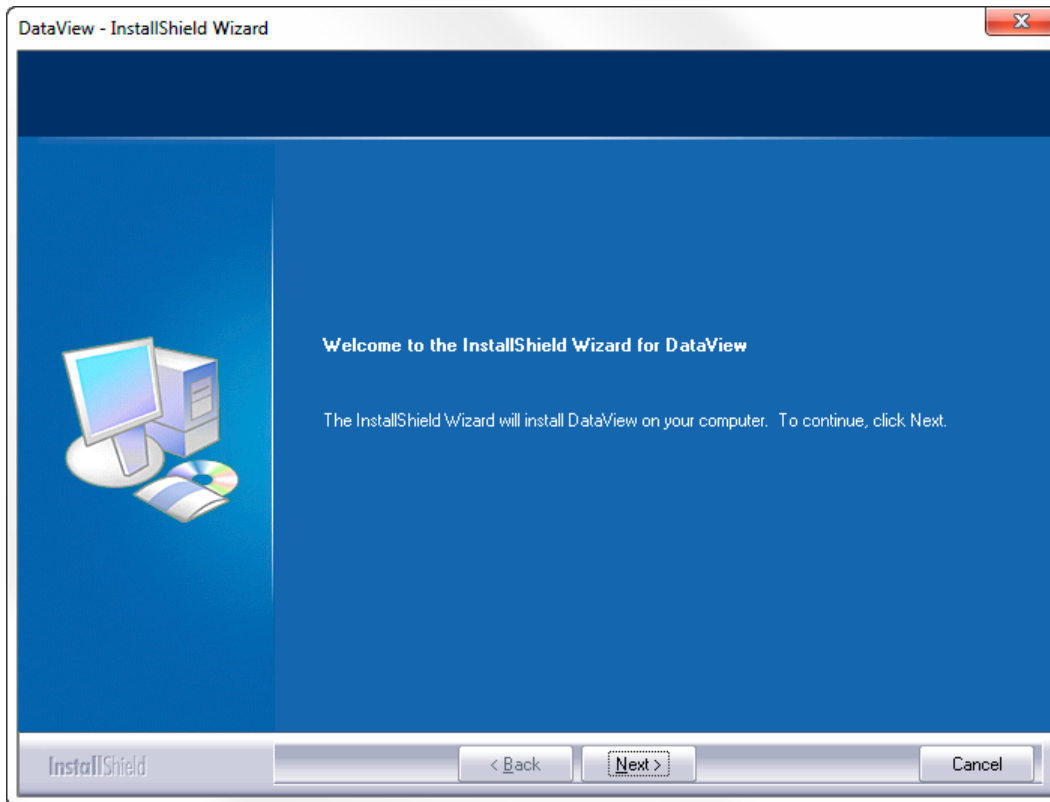 DataView - InstallShield Wizard
Welcome to the InstallShield Wizard for DataView
The InstallShield Wizard will install DataView on your computer. To continue, click Next.
InstallShield
< Back
Next >
Cancel